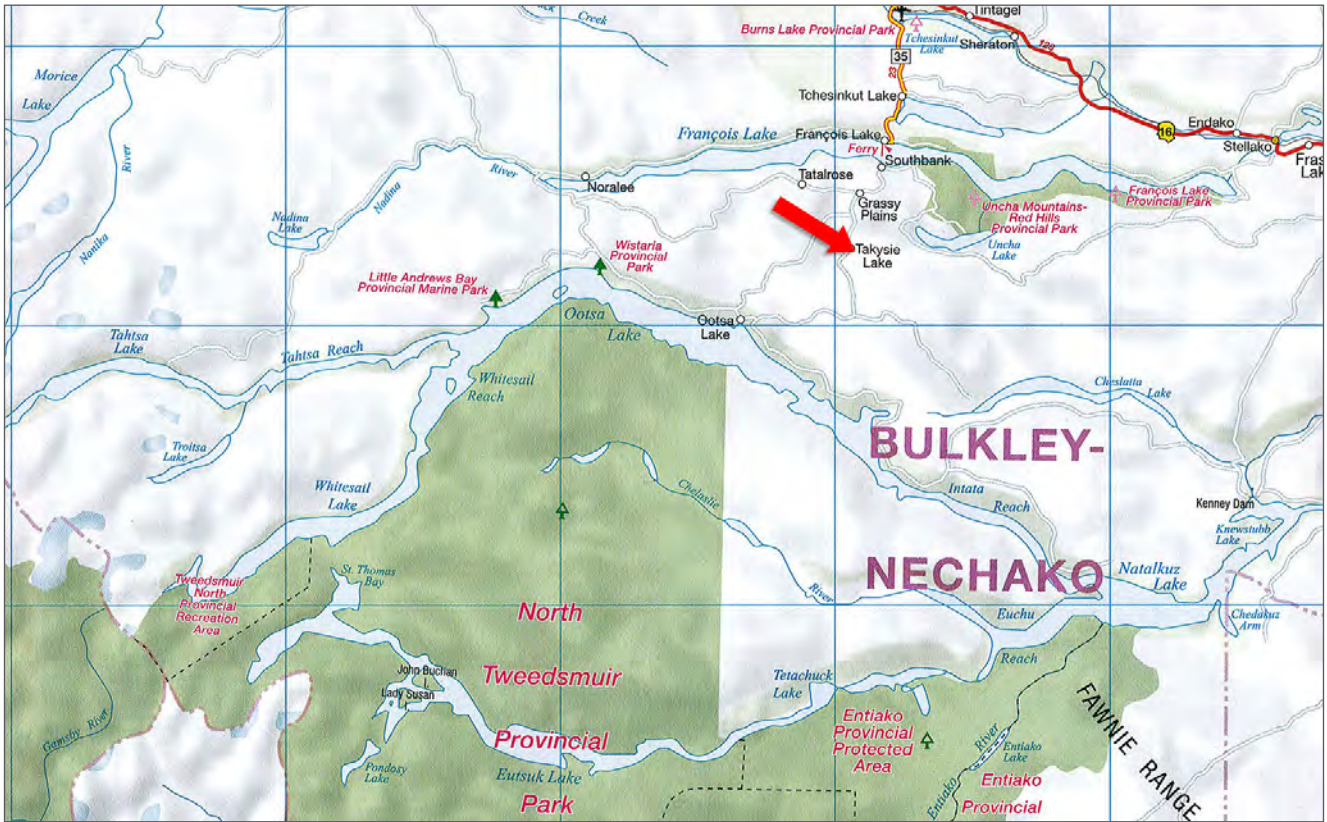 Tintagel
Creek
Burns Lake Provincial Park
Tchesinkut
Lake
Sheraton
128
35
23
Morice
Lake
Tchesinkut Lake
16
Endako
Stellako
Fras
Lak
François Lake
François Lake
Ferry
Southbank
River
River
Noralee
Tatalrose
Grassy
Plains
Uncha Mountains-
Red Hills
Provincial Park
François Lake
Provincial Park
Nadina
Nadina
Lake
Nanika
Takysie
Lake
Uncha
Lake
Wistaria
Provincial
Park
Little Andrews Bay
Provincial Marine Park
Ootsa
Lake
Ootsa
Lake
Tahtsa
Lake
Tahtsa Reach
Whitesail
Reach
Cheslatta
Lake
Troitsa
Lake
BULKLEY-
NECHAKO
Whitesail
Lake
Chelaslie
River
Intata
Reach
Kenney Dam
Knewstubb
Lake
Natalkuz
Lake
St. Thomas
Bay
Tweedsmuir
North
Provincial
Recreation
Area
Euchu
Reach
Chedakuz
Arm
North
Tweedsmuir
Provincial
Park
John Buchan
Lady Susan
Tetachuck
Lake
Entiako
Provincial
Protected
Area
Gamsby River
Pondosy
Lake
Eutsuk Lake
Entiako
River
Entiako
Lake
Entiako
Provincial
FAWNIE RANGE